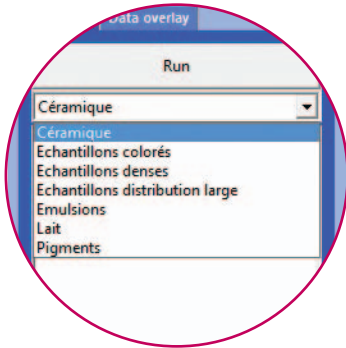 Data overlay
Run
Céramique
Céramique
Echantillons colorés
Echantillons denses
Echantillons distribution large
Emulsions
Lait
Pigments